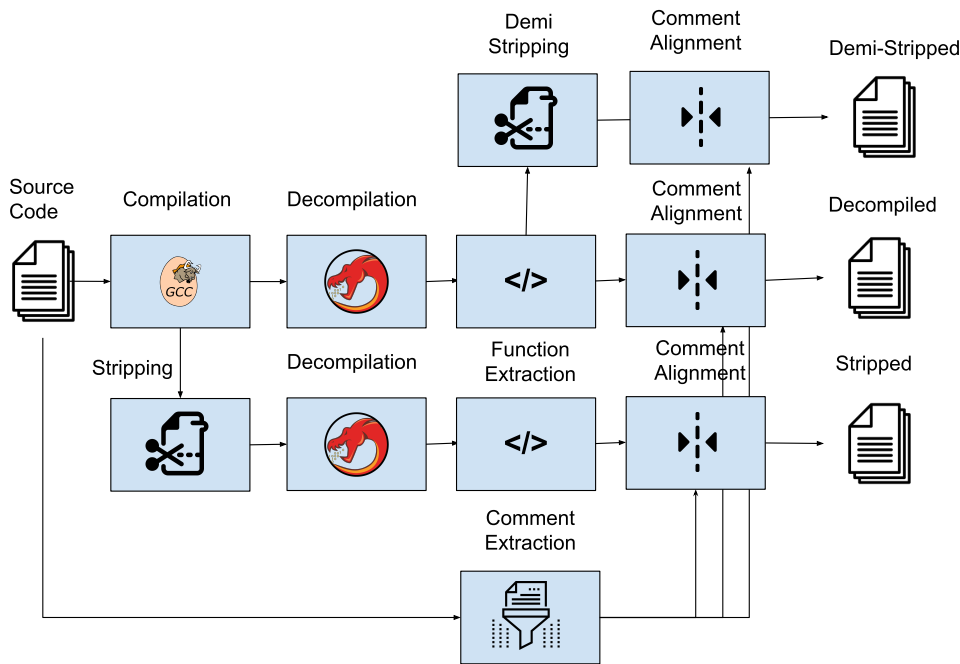 Demi
Stripping
Comment
Alignment
Demi-Stripped
Source
Code
Compilation
Decompilation
Comment
Alignment
Decompiled
GCC
</>
Stripping
Decompilation
Function
Extraction
Comment
Alignment
Stripped
</>
Comment
Extraction